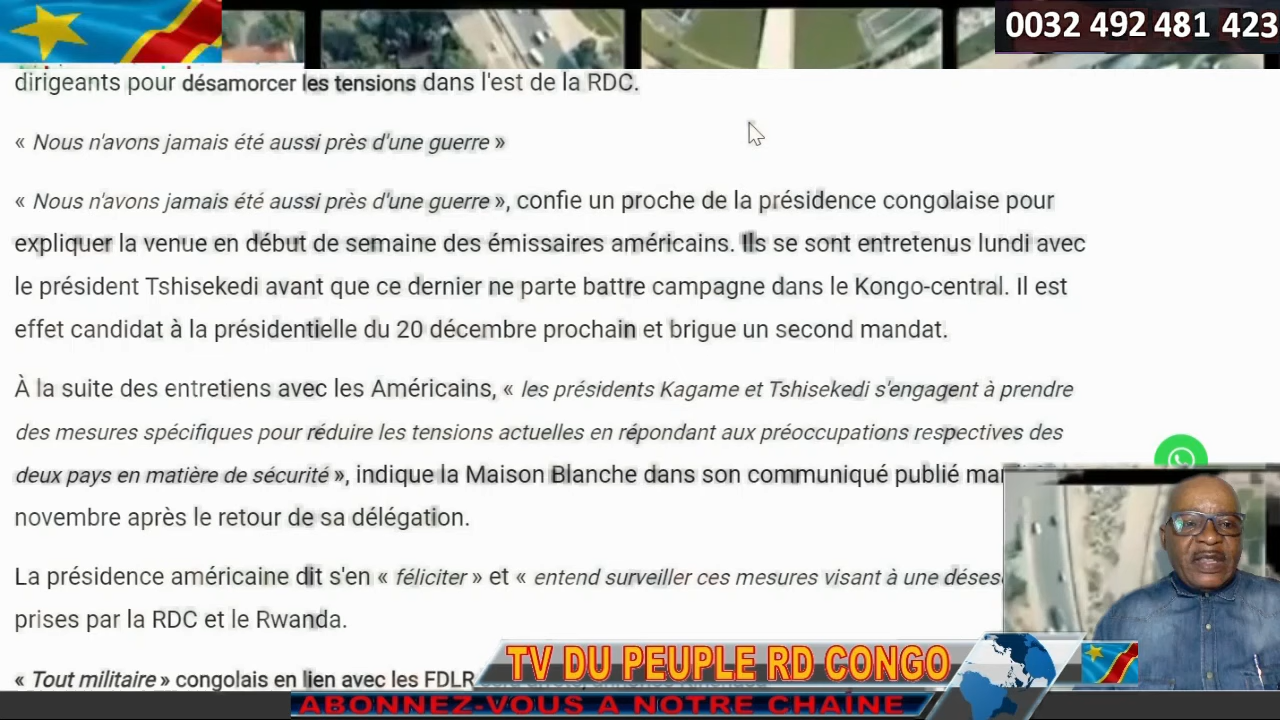 0032 492 481 423
dirigeants pour désamorcer les tensions dans l'est de la RDC.
« Nous n'avons jamais été aussi près d'une guerre »
« Nous n'avons jamais été aussi près d'une guerre », confie un proche de la présidence congolaise pour
expliquer la venue en début de semaine des émissaires américains. Ils se sont entretenus lundi avec
le président Tshisekedi avant que ce dernier ne parte battre campagne dans le Kongo-central. Il est
effet candidat à la présidentielle du 20 décembre prochain et brigue un second mandat.
À la suite des entretiens avec les Américains, « les présidents Kagame et Tshisekedi s'engagent à prendre
des mesures spécifiques pour réduire les tensions actuelles en répondant aux préoccupations respectives des
deux pays en matière de sécurité », indique la Maison Blanche dans son communiqué publié
novembre après le retour de sa délégation.
La présidence américaine dit s'en « féliciter » et « entend surveiller ces mesures visant à une
prises par la RDC et le Rwanda.
« Tout militaire » congolais en lien avec les FDLR
TV DU PEUPLE RD CONGO
ABONNEZ-VOUS A NOTRE CHAÎNE